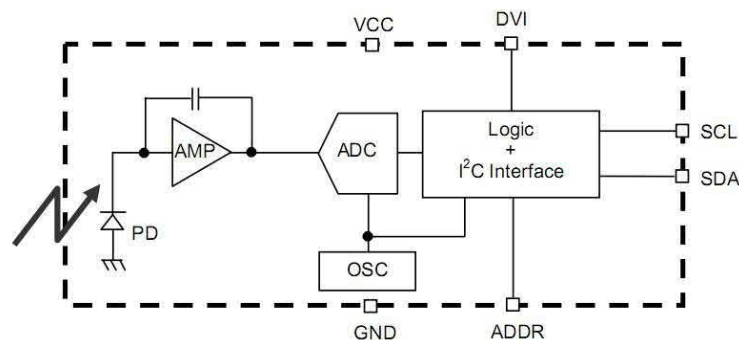 VCC
DVI
AMP
ADC
Logic
+
I²C Interface
SCL
SDA
PD
OSC
GND
ADDR